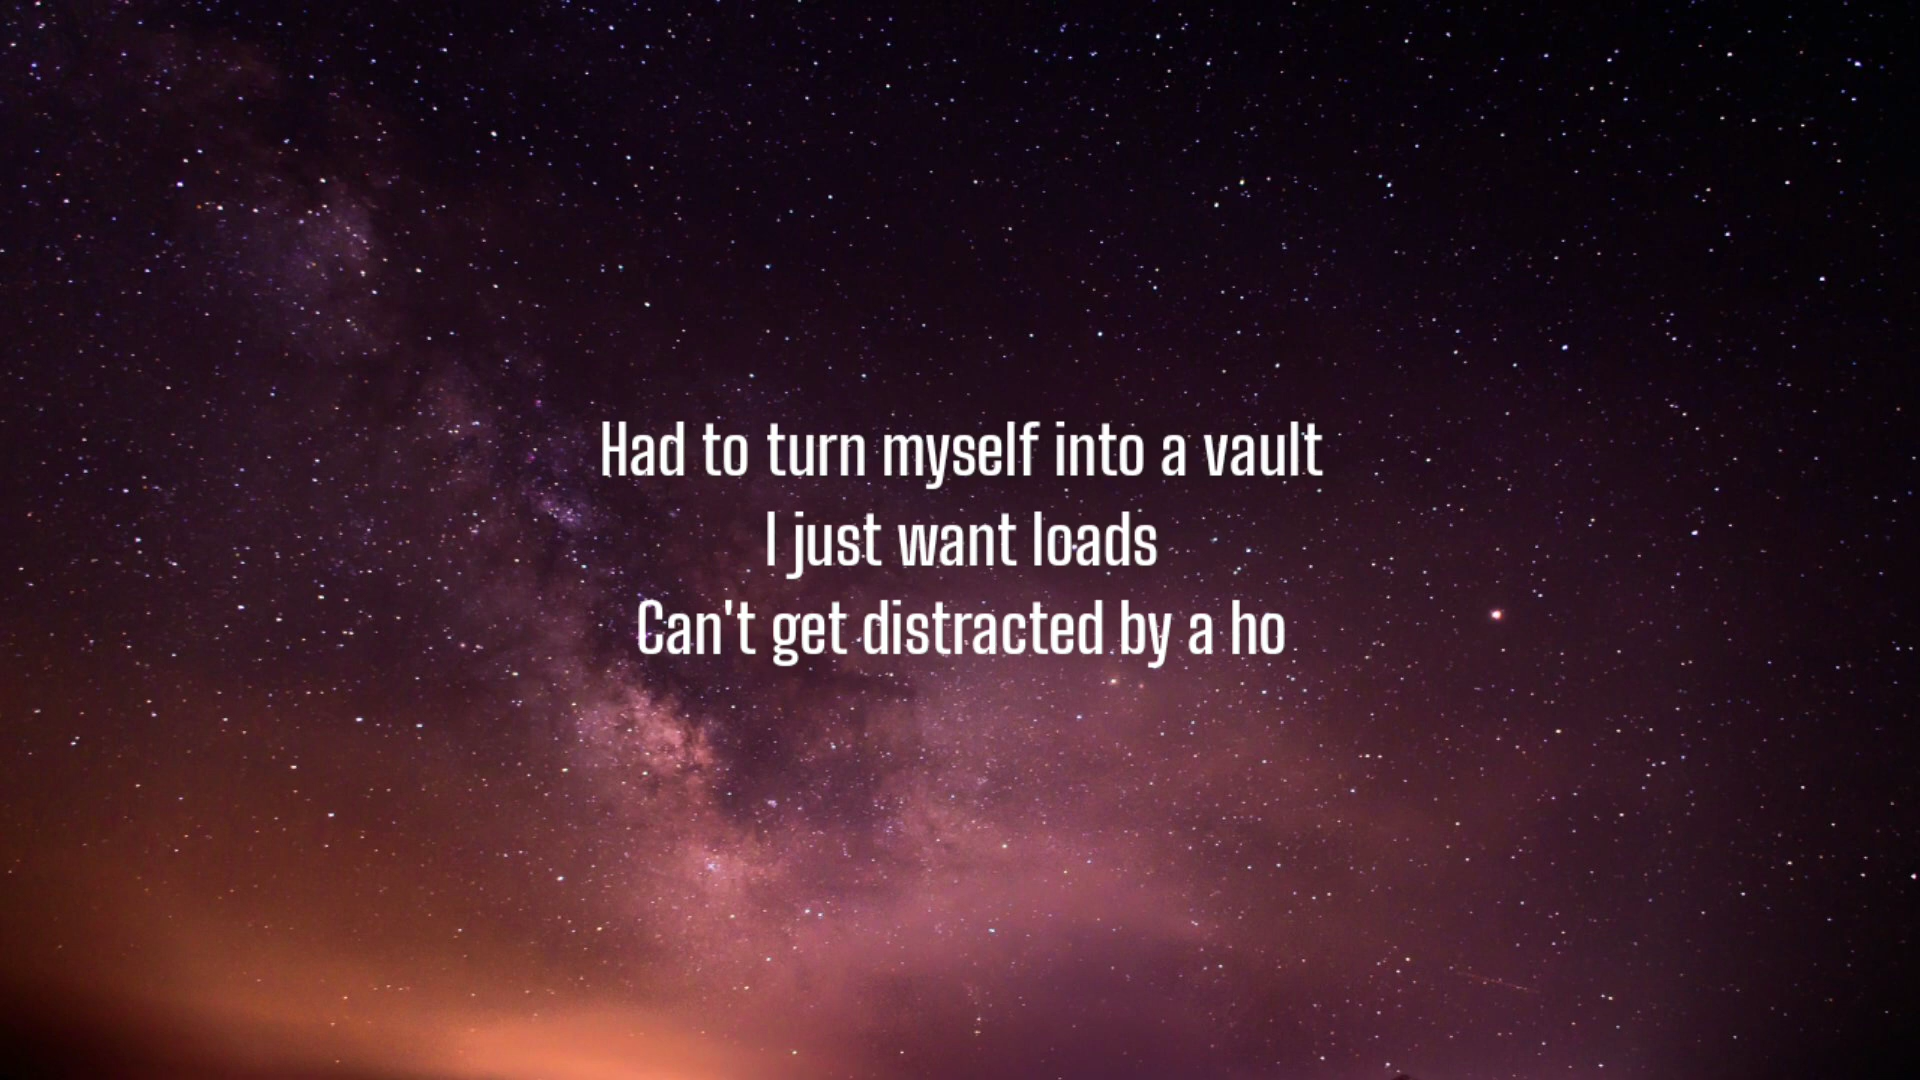 Had to turn myself into a vault
I just want loads
Can't get distracted by a ho